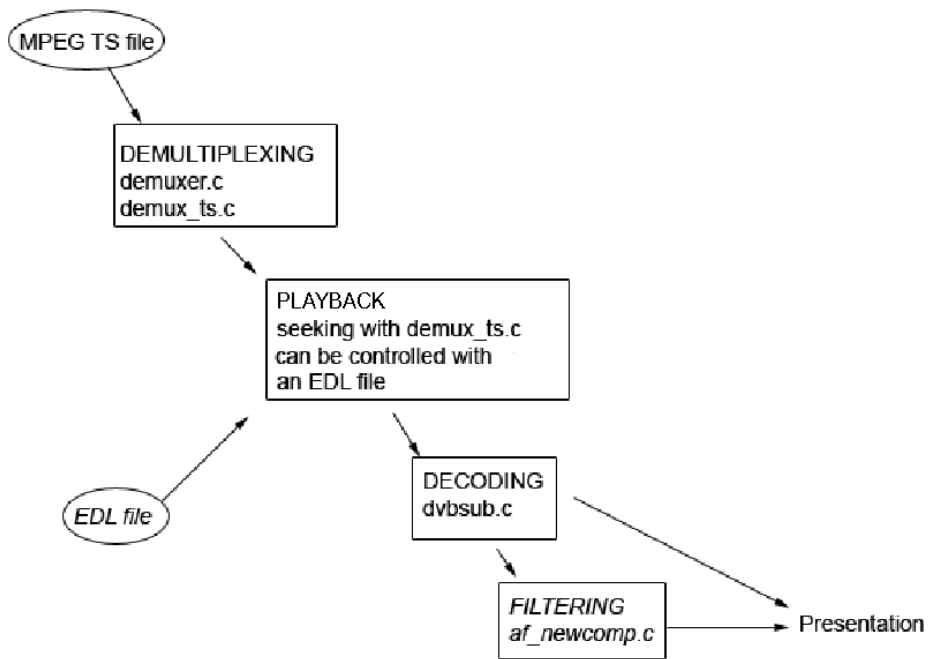 MPEG TS file
DEMULTIPLEXING
demuxer.c
demux_ts.c
PLAYBACK
seeking with demux_ts.c
can be controlled with
an EDL file
EDL file
DECODING
dvbsub.c
FILTERING
af_newcomp.c
Presentation